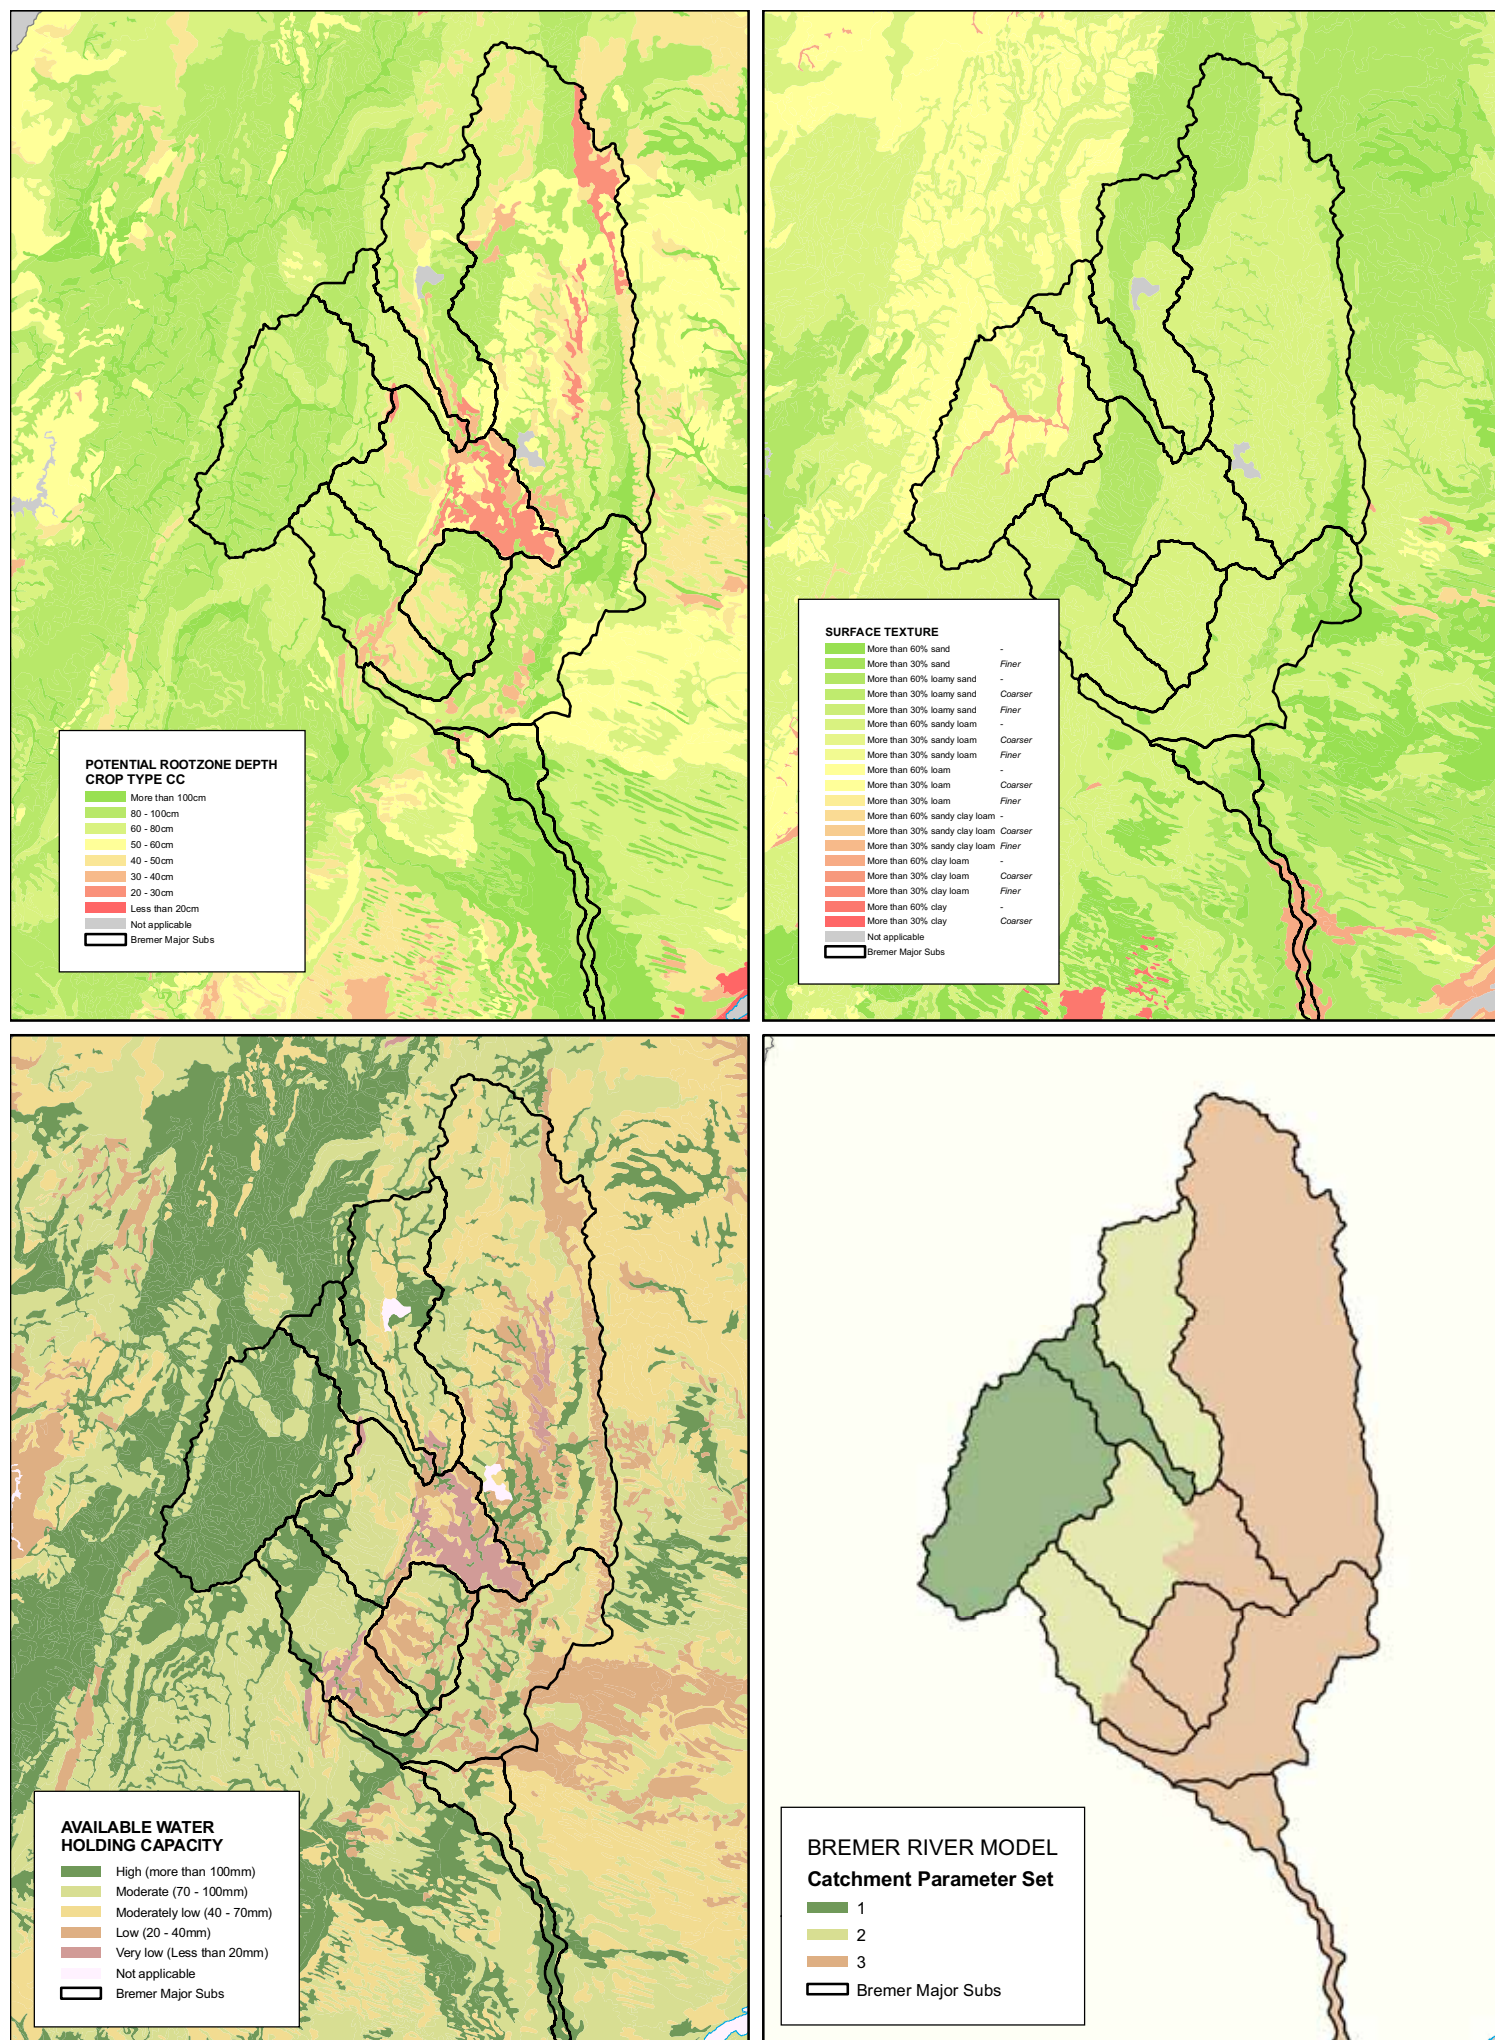 POTENTIAL ROOTZONE DEPTH
CROP TYPE CC
More than 100cm
80 - 100cm
60 - 80cm
50 - 60cm
40 - 50cm
30 - 40cm
20 - 30cm
Less than 20cm
Not applicable
Bremer Major Subs
SURFACE TEXTURE
More than 60% sand -
More than 30% sand Finer
More than 60% loamy sand -
More than 30% loamy sand Coarser
More than 30% loamy sand Finer
More than 60% sandy loam -
More than 30% sandy loam Coarser
More than 30% sandy loam Finer
More than 60% loam -
More than 30% loam Coarser
More than 30% loam Finer
More than 60% sandy clay loam -
More than 30% sandy clay loam Coarser
More than 30% sandy clay loam Finer
More than 60% clay loam -
More than 30% clay loam Coarser
More than 30% clay loam Finer
More than 60% clay -
More than 30% clay Coarser
Not applicable
Bremer Major Subs
AVAILABLE WATER
HOLDING CAPACITY
High (more than 100mm)
Moderate (70 - 100mm)
Moderately low (40 - 70mm)
Low (20 - 40mm)
Very low (Less than 20mm)
Not applicable
Bremer Major Subs
BREMER RIVER MODEL
Catchment Parameter Set
1
2
3
Bremer Major Subs